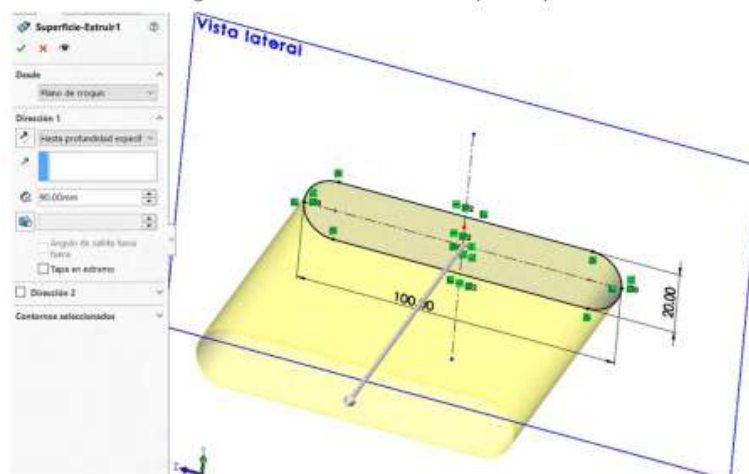 Superficie-Extruir1
Desde
Plano de croquis
Dirección 1
Hasta profundidad específ
90.00mm
Ángulo de salida hacia
fuera
Tapa en extremo
Dirección 2
Contornos seleccionados
Vista lateral
100.00
20.00